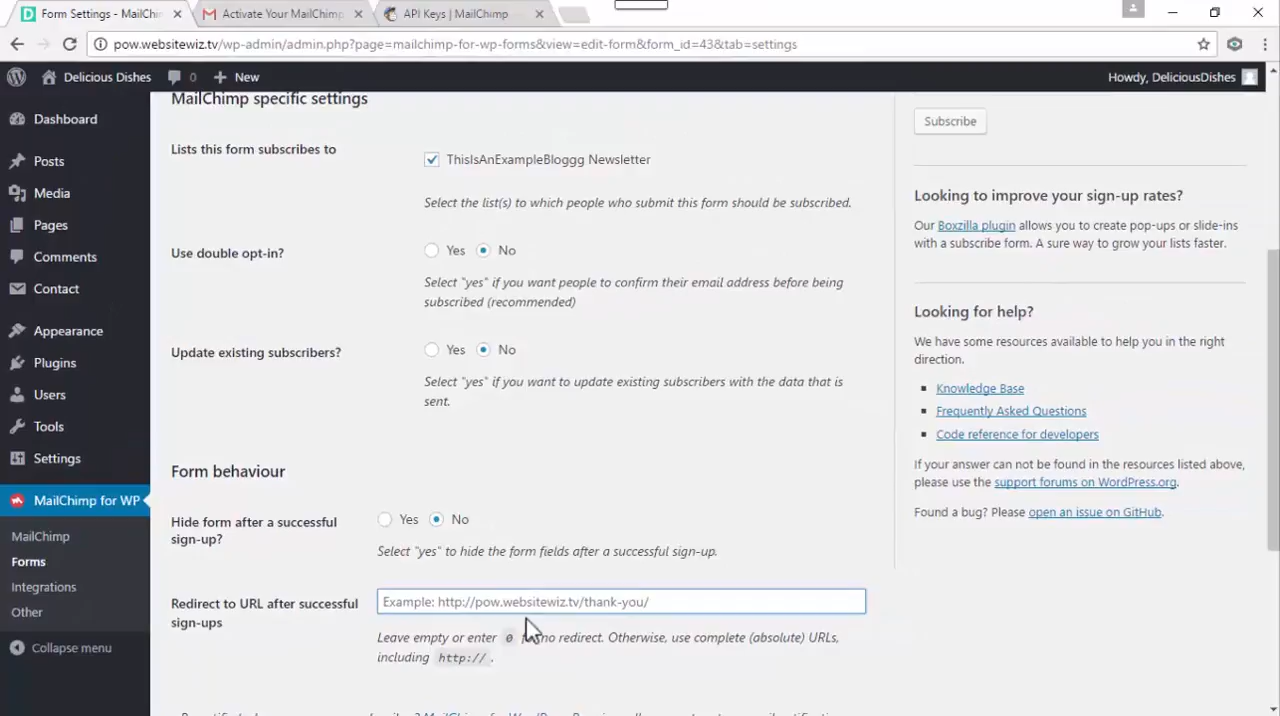 Form Settings - MailChi
Activate Your MailChimp
API Keys | MailChimp
pow.websitewiz.tv/wp-admin/admin.php?page=mailchimp-for-wp-forms&view=edit-form&form_id=43&tab=settings
Delicious Dishes
0
New
Howdy, DeliciousDishes
Dashboard
Posts
Media
Pages
Comments
Contact
Appearance
Plugins
Users
Tools
Settings
MailChimp for WP
MailChimp
Forms
Integrations
Other
Collapse menu
MailChimp specific settings
Lists this form subscribes to
ThisIsAnExampleBloggg Newsletter
Select the list(s) to which people who submit this form should be subscribed.
Use double opt-in?
Yes No
Select "yes" if you want people to confirm their email address before being
subscribed (recommended)
Update existing subscribers?
Yes No
Select "yes" if you want to update existing subscribers with the data that is
sent.
Form behaviour
Hide form after a successful
sign-up?
Yes No
Select "yes" to hide the form fields after a successful sign-up.
Redirect to URL after successful
sign-ups
Example: http://pow.websitewiz.tv/thank-you/
Leave empty or enter 0 no redirect. Otherwise, use complete (absolute) URLs,
including http:// .
Subscribe
Looking to improve your sign-up rates?
Our Boxzilla plugin allows you to create pop-ups or slide-ins
with a subscribe form. A sure way to grow your lists faster.
Looking for help?
We have some resources available to help you in the right
direction.
Knowledge Base
Frequently Asked Questions
Code reference for developers
If your answer can not be found in the resources listed above,
please use the support forums on WordPress.org.
Found a bug? Please open an issue on GitHub.